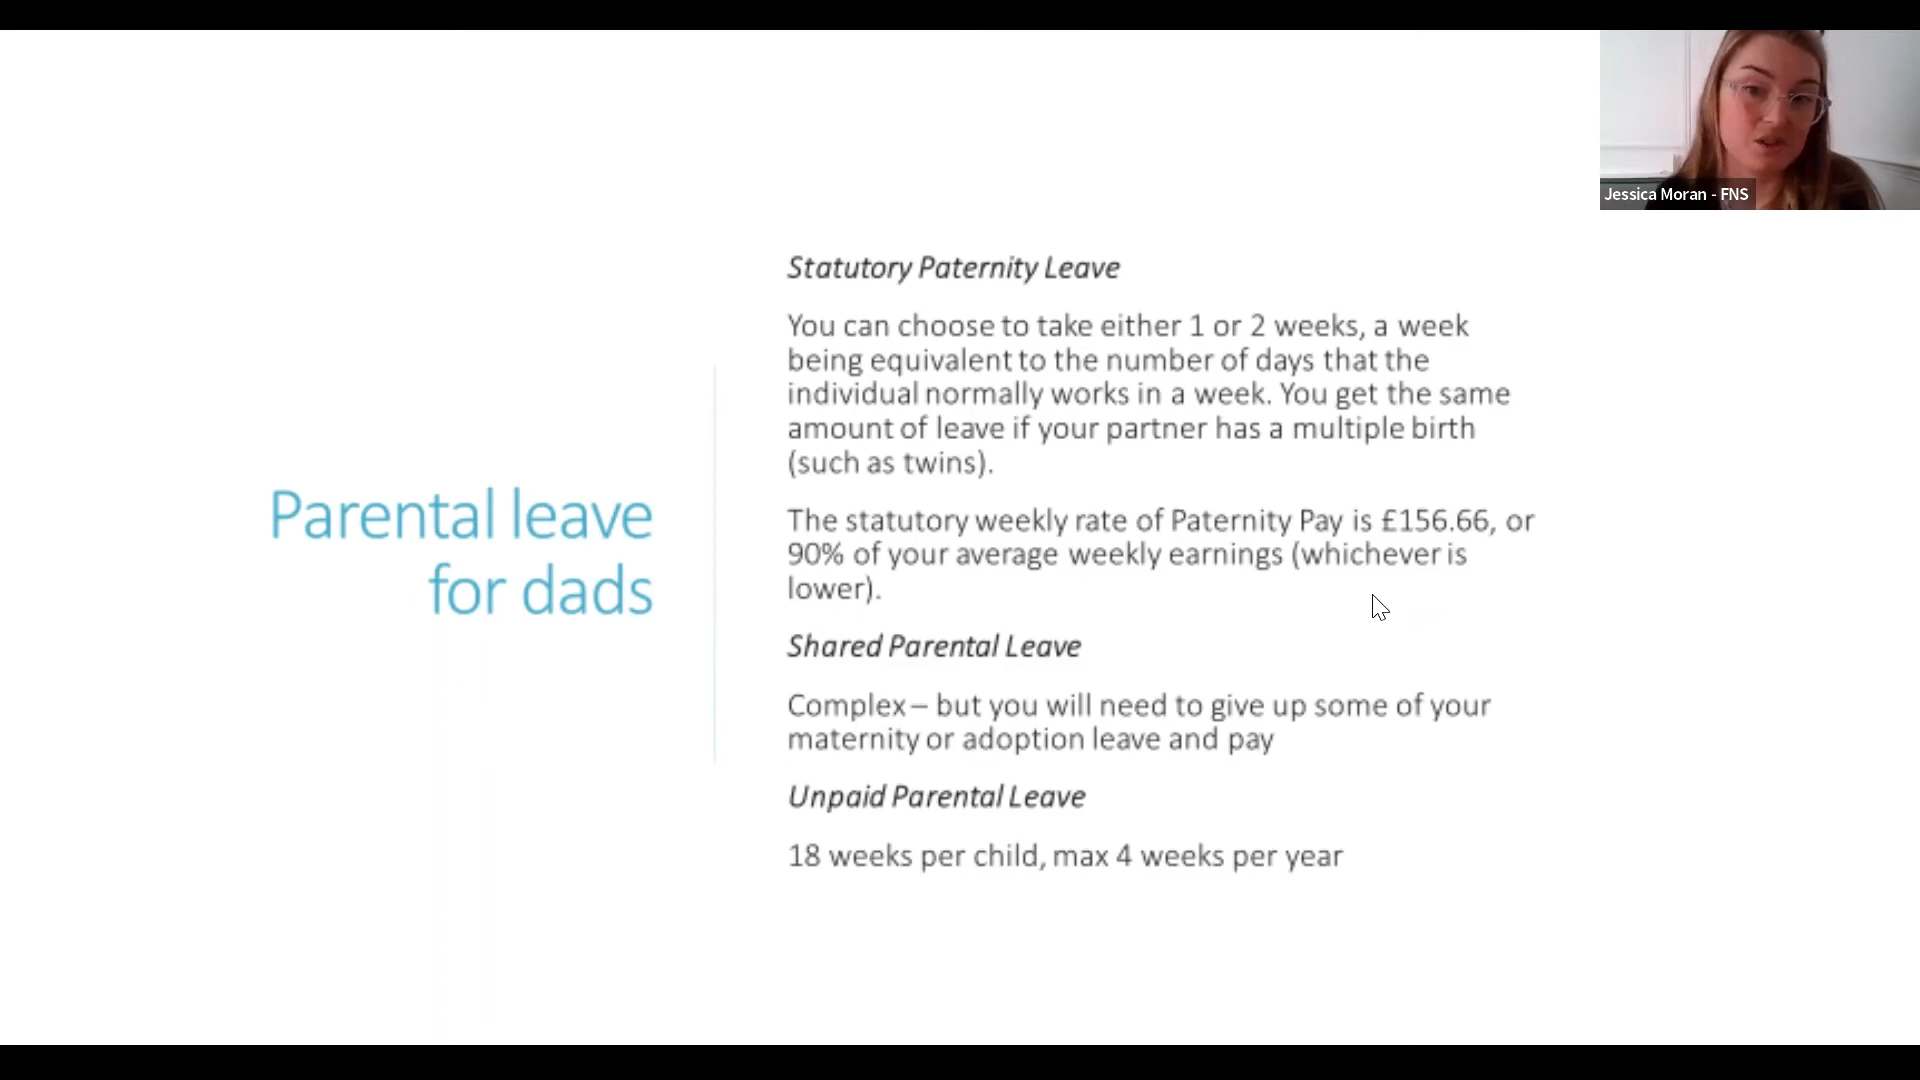 Jessica Moran - FNS
Parental leave
for dads
Statutory Paternity Leave
You can choose to take either 1 or 2 weeks, a week
being equivalent to the number of days that the
individual normally works in a week. You get the same
amount of leave if your partner has a multiple birth
(such as twins).
The statutory weekly rate of Paternity Pay is £156.66, or
90% of your average weekly earnings (whichever is
lower).
Shared Parental Leave
Complex – but you will need to give up some of your
maternity or adoption leave and pay
Unpaid Parental Leave
18 weeks per child, max 4 weeks per year